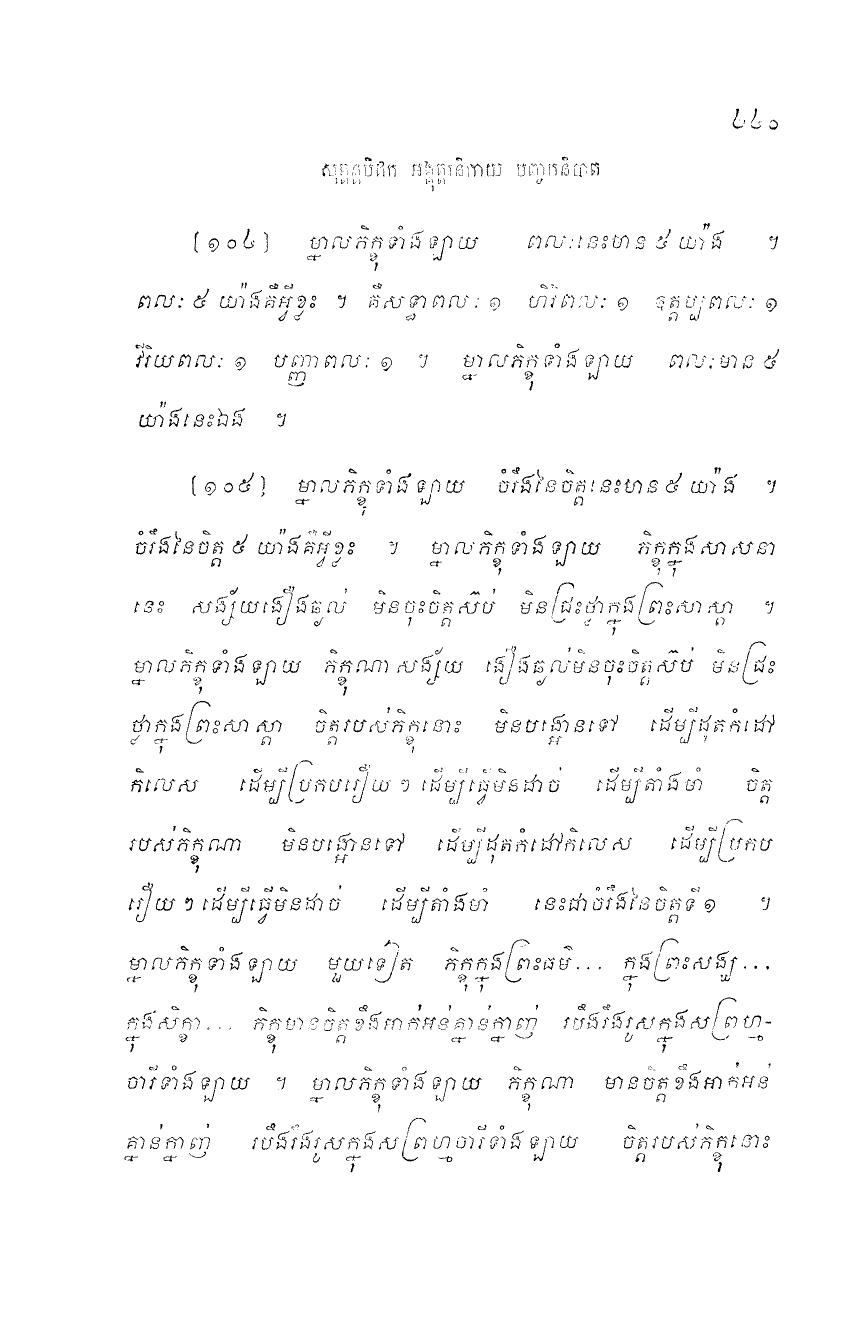 ៤៤០
សុត្តន្តបិដក អង្គុត្តរនិកាយ បញ្ចកនិបាត
[១០៤] ម្នាលភិក្ខុទាំងឡាយ ពលៈនេះមាន ៥ យ៉ាង ។
ពលៈ ៥ យ៉ាងគឺអ្វីខ្លះ ។ គឺសទ្ធាពលៈ ១ ហិរិពលៈ ១ ឱត្តប្បពលៈ ១
វីរិយពលៈ ១ បញ្ញាពលៈ ១ ។ ម្នាលភិក្ខុទាំងឡាយ ពលៈមាន ៥
យ៉ាងនេះឯង ។
[១០៥] ម្នាលភិក្ខុទាំងឡាយ ចំរឹងនៃចិត្តនេះមាន ៥ យ៉ាង ។
ចំរឹងនៃចិត្ត ៥ យ៉ាងគឺអ្វីខ្លះ ។ ម្នាលភិក្ខុទាំងឡាយ ភិក្ខុក្នុងសាសនា
នេះ សង្ស័យងឿងឆ្ងល់ មិនចុះចិត្តស៊ប់ មិនជ្រះថ្លាក្នុងព្រះសាស្តា ។
ម្នាលភិក្ខុទាំងឡាយ ភិក្ខុណាសង្ស័យ ងឿងឆ្ងល់មិនចុះចិត្តស៊ប់ មិនជ្រះ
ថ្លាក្នុងព្រះសាស្តា ចិត្តរបស់ភិក្ខុនោះ មិនបង្អោនទៅ ដើម្បីដុតកំដៅ
កិលេស ដើម្បីប្រកបរឿយ ៗ ដើម្បីធ្វើមិនដាច់ ដើម្បីតាំងមាំ ចិត្ត
របស់ភិក្ខុណា មិនបង្អោនទៅ ដើម្បីដុតកំដៅកិលេស ដើម្បីប្រកប
រឿយ ៗ ដើម្បីធ្វើមិនដាច់ ដើម្បីតាំងមាំ នេះជាចំរឹងនៃចិត្តទី ១ ។
ម្នាលភិក្ខុទាំងឡាយ មួយទៀត ភិក្ខុក្នុងព្រះធម៌... ក្នុងព្រះសង្ឃ...
ក្នុងសិក្ខា... ភិក្ខុមានចិត្តខឹងអាក់អន់គ្នាន់ក្នាញ់ របឹងរឹងរូសក្នុងសព្រហ្ម-
ចារីទាំងឡាយ ។ ម្នាលភិក្ខុទាំងឡាយ ភិក្ខុណា មានចិត្តខឹងអាក់អន់
គ្នាន់ក្នាញ់ របឹងរឹងរូសក្នុងសព្រហ្មចារីទាំងឡាយ ចិត្តរបស់ភិក្ខុនោះ